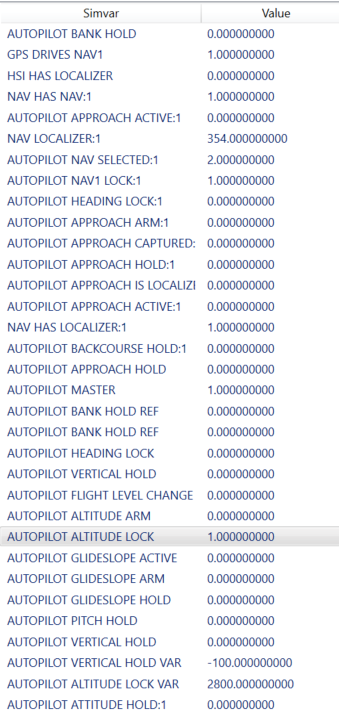 Simvar Value
AUTOPILOT BANK HOLD 0.000000000
GPS DRIVES NAV1 1.000000000
HSI HAS LOCALIZER 0.000000000
NAV HAS NAV:1 1.000000000
AUTOPILOT APPROACH ACTIVE:1 0.000000000
NAV LOCALIZER:1 354.000000000
AUTOPILOT NAV SELECTED:1 2.000000000
AUTOPILOT NAV1 LOCK:1 1.000000000
AUTOPILOT HEADING LOCK:1 0.000000000
AUTOPILOT APPROACH ARM:1 0.000000000
AUTOPILOT APPROACH CAPTURED: 0.000000000
AUTOPILOT APPROACH HOLD:1 0.000000000
AUTOPILOT APPROACH IS LOCALIZI 0.000000000
AUTOPILOT APPROACH ACTIVE:1 0.000000000
NAV HAS LOCALIZER:1 1.000000000
AUTOPILOT BACKCOURSE HOLD:1 0.000000000
AUTOPILOT APPROACH HOLD 0.000000000
AUTOPILOT MASTER 1.000000000
AUTOPILOT BANK HOLD REF 0.000000000
AUTOPILOT BANK HOLD REF 0.000000000
AUTOPILOT HEADING LOCK 0.000000000
AUTOPILOT VERTICAL HOLD 0.000000000
AUTOPILOT FLIGHT LEVEL CHANGE 0.000000000
AUTOPILOT ALTITUDE ARM 0.000000000
AUTOPILOT ALTITUDE LOCK 1.000000000
AUTOPILOT GLIDESLOPE ACTIVE 0.000000000
AUTOPILOT GLIDESLOPE ARM 0.000000000
AUTOPILOT GLIDESLOPE HOLD 0.000000000
AUTOPILOT PITCH HOLD 0.000000000
AUTOPILOT VERTICAL HOLD 0.000000000
AUTOPILOT VERTICAL HOLD VAR -100.000000000
AUTOPILOT ALTITUDE LOCK VAR 2800.000000000
AUTOPILOT ATTITUDE HOLD:1 0.000000000